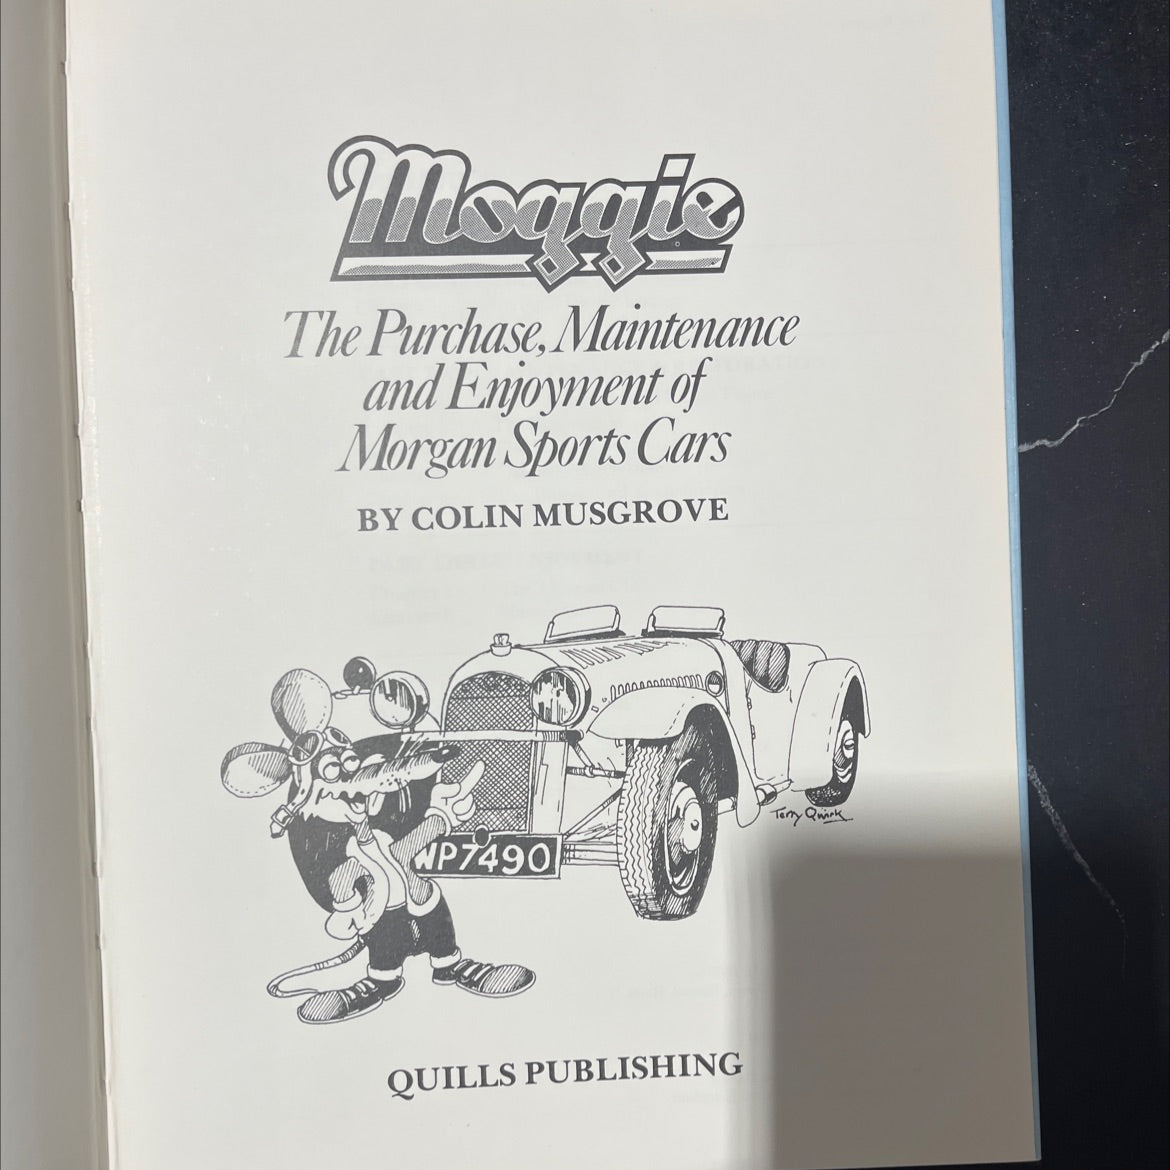 Moggie
The Purchase, Maintenance
and Enjoyment of
Morgan Sports Cars
BY COLIN MUSGROVE
WP7490
Terry Quirk
QUILLS PUBLISHING